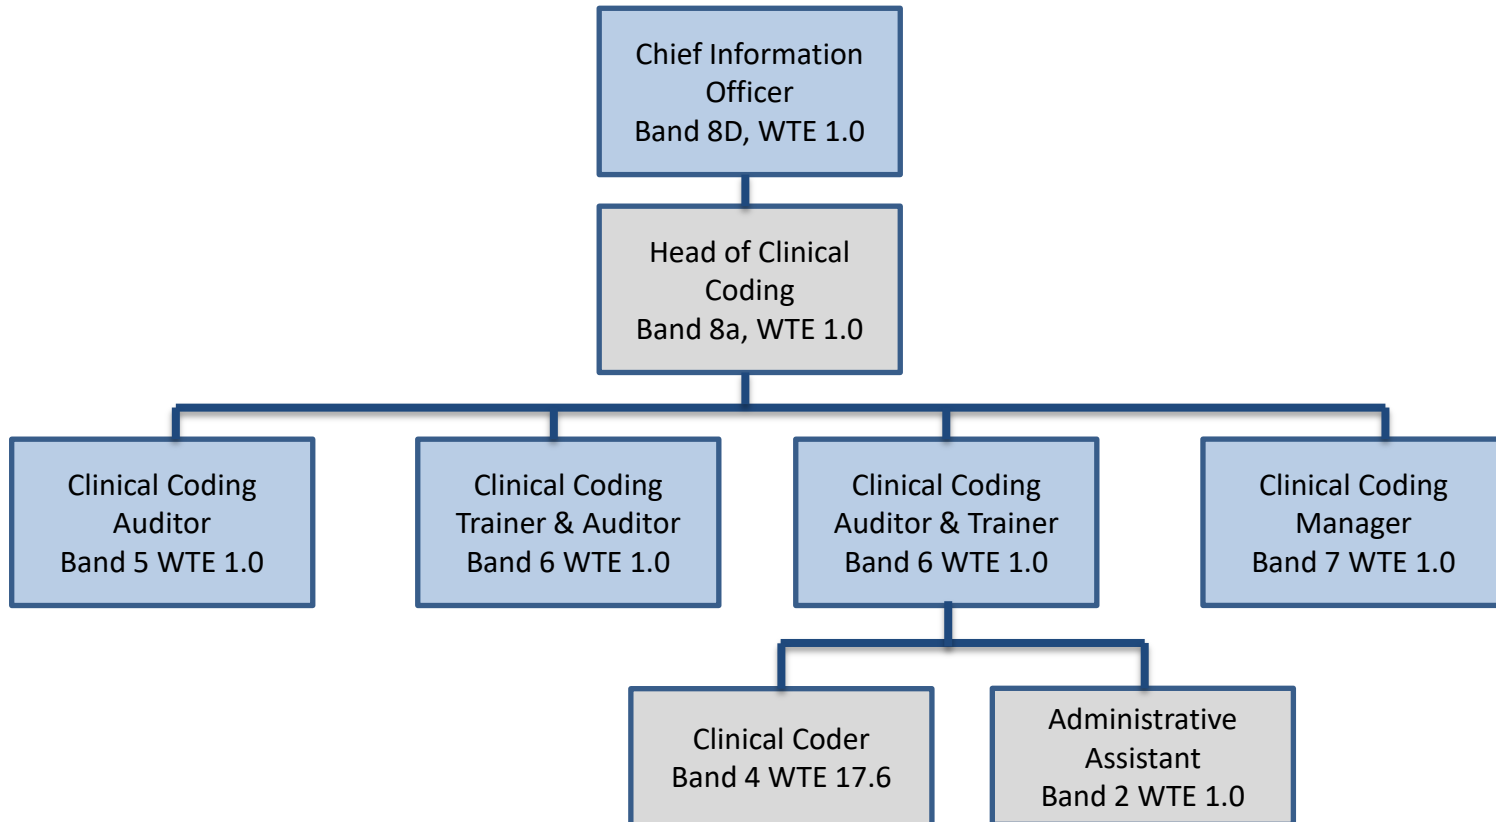 Chief Information
Officer
Band 8D, WTE 1.0
Head of Clinical
Coding
Band 8a, WTE 1.0
Clinical Coding
Auditor
Band 5 WTE 1.0
Clinical Coding
Trainer & Auditor
Band 6 WTE 1.0
Clinical Coding
Auditor & Trainer
Band 6 WTE 1.0
Clinical Coding
Manager
Band 7 WTE 1.0
Clinical Coder
Band 4 WTE 17.6
Administrative
Assistant
Band 2 WTE 1.0